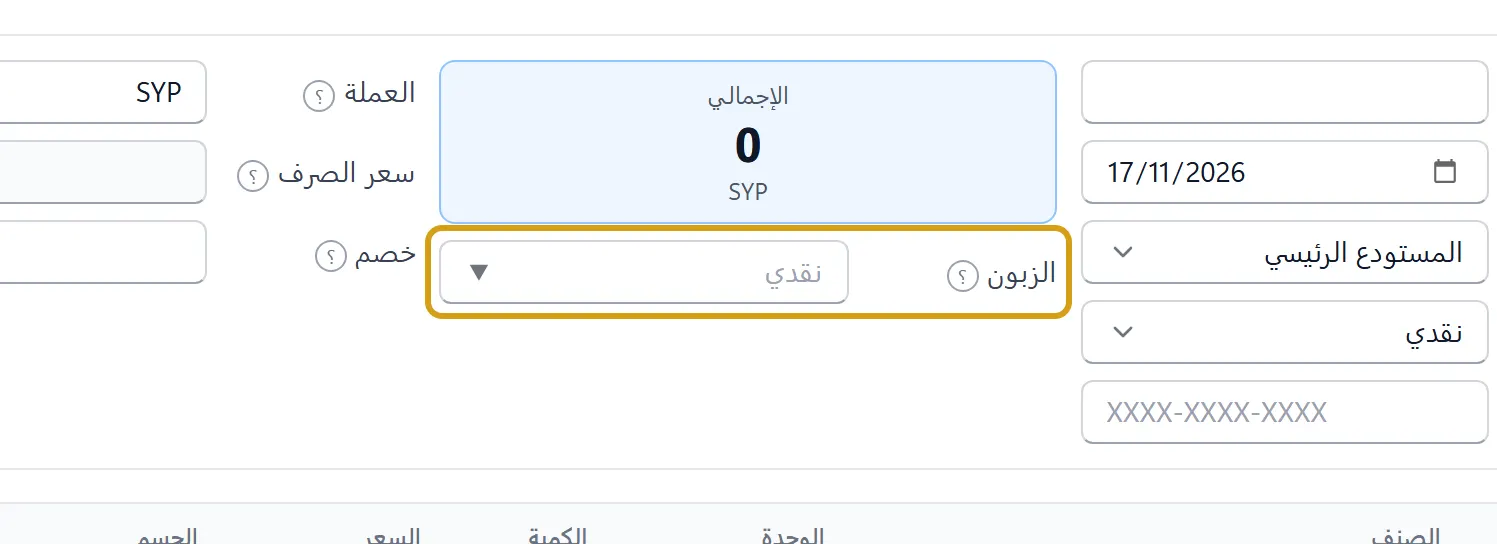 17/11/2026
المستودع الرئيسي
نقدي
XXXX-XXXX-XXXX
الإجمالي
0
SYP
الزبون ؟ نقدي
العملة ؟ SYP
سعر الصرف ؟
خصم ؟
الصنف الوحدة الكمية السعر الحسم